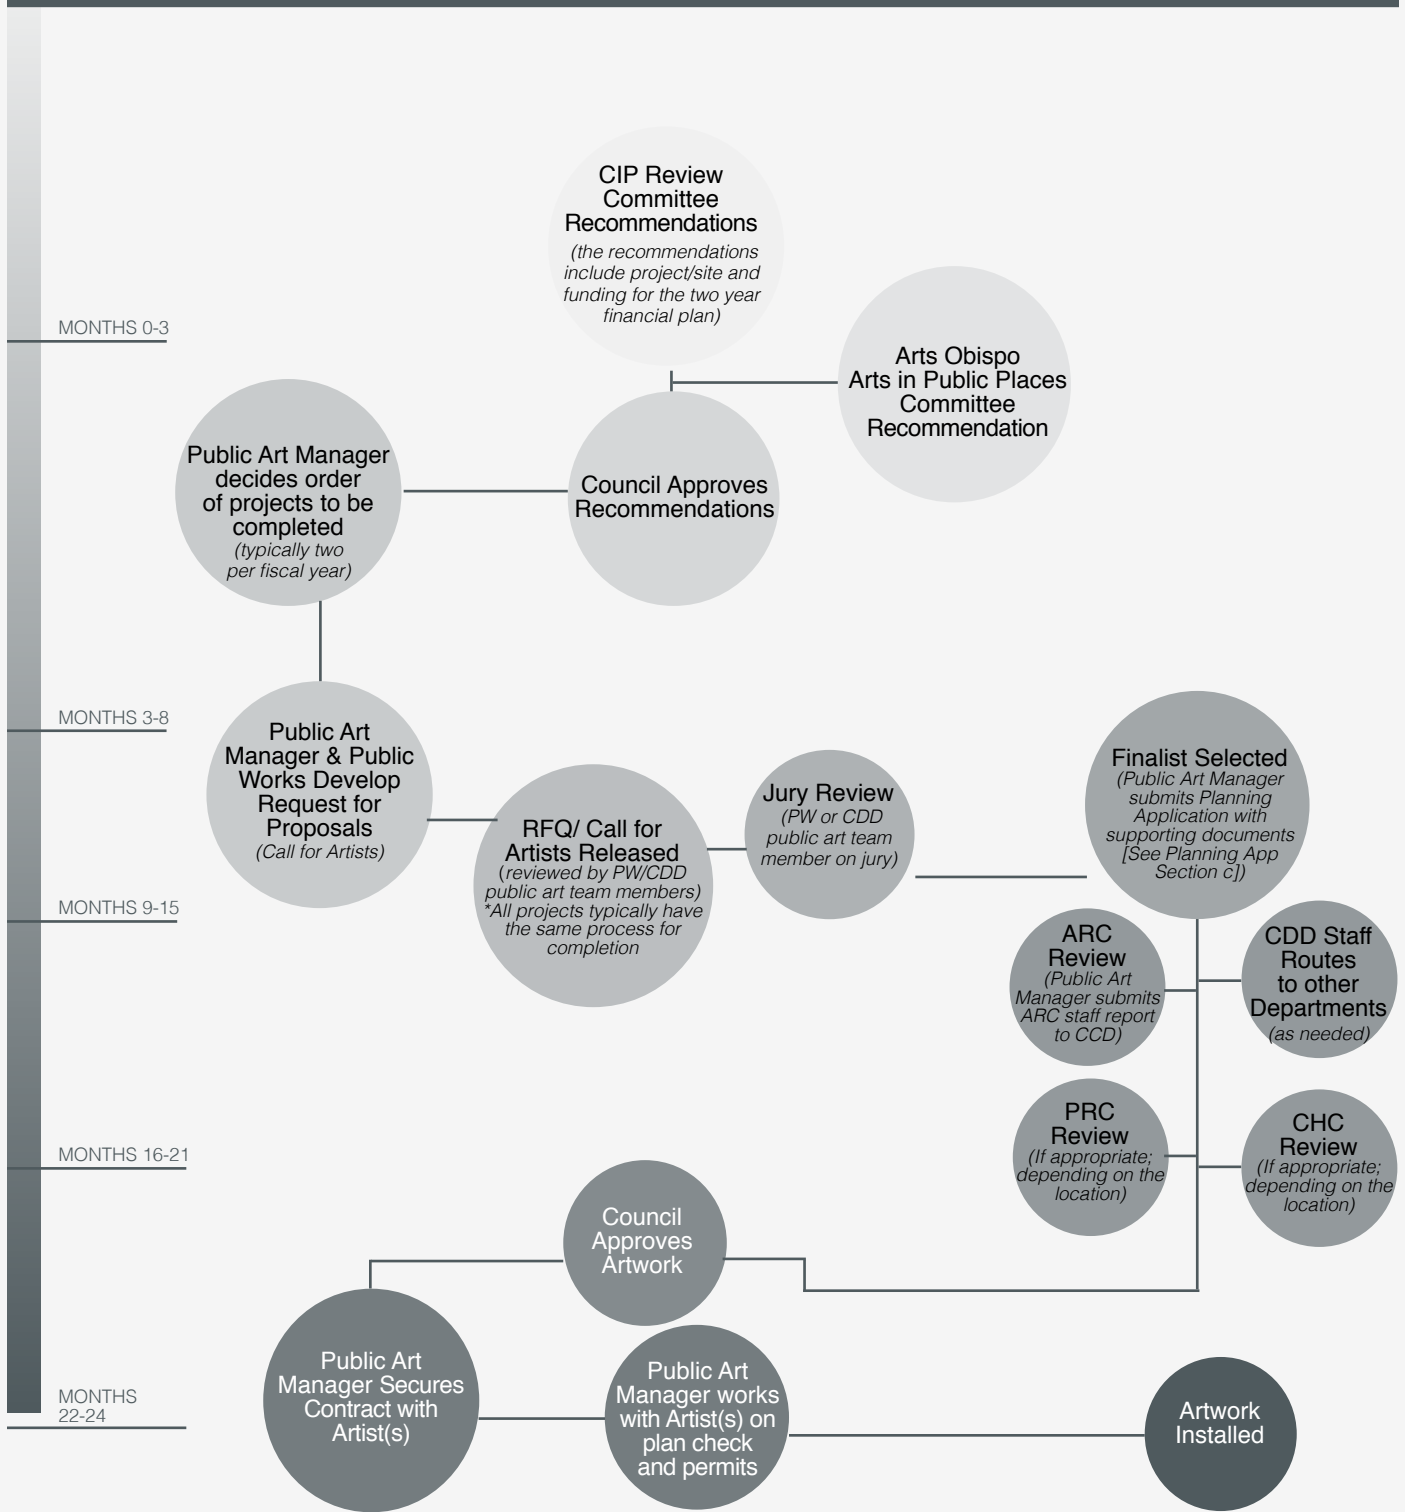 CIP Review
Committee
Recommendations
(the recommendations
include project/site and
funding for the two year
financial plan)
MONTHS 0-3
Arts Obispo
Arts in Public Places
Committee
Recommendation
Public Art Manager
decides order
of projects to be
completed
(typically two
per fiscal year)
Council Approves
Recommendations
MONTHS 3-8
Public Art
Manager & Public
Works Develop
Request for
Proposals
(Call for Artists)
RFQ/ Call for
Artists Released
(reviewed by PW/CDD
public art team members)
*All projects typically have
the same process for
completion
Jury Review
(PW or CDD
public art team
member on jury)
Finalist Selected
(Public Art Manager
submits Planning
Application with
supporting documents
[See Planning App
Section c])
MONTHS 9-15
ARC
Review
(Public Art
Manager submits
ARC staff report
to CCD)
CDD Staff
Routes
to other
Departments
(as needed)
PRC
Review
(If appropriate;
depending on the
location)
CHC
Review
(If appropriate;
depending on the
location)
MONTHS 16-21
Council
Approves
Artwork
Public Art
Manager Secures
Contract with
Artist(s)
Public Art
Manager works
with Artist(s) on
plan check
and permits
Artwork
Installed
MONTHS
22-24